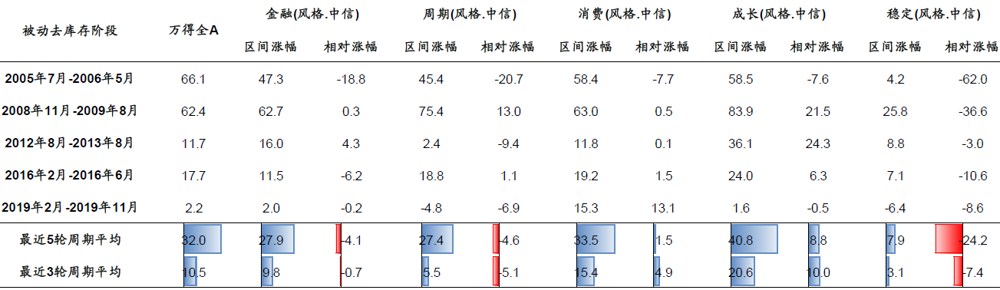 被动去库存阶段 万得全A 金融(风格.中信) 周期(风格.中信) 消费(风格.中信) 成长(风格.中信) 稳定(风格.中信)
区间涨幅 相对涨幅 区间涨幅 相对涨幅 区间涨幅 相对涨幅 区间涨幅 相对涨幅 区间涨幅 相对涨幅
2005年7月-2006年5月 66.1 47.3 -18.8 45.4 -20.7 58.4 -7.7 58.5 -7.6 4.2 -62.0
2008年11月-2009年8月 62.4 62.7 0.3 75.4 13.0 63.0 0.5 83.9 21.5 25.8 -36.6
2012年8月-2013年8月 11.7 16.0 4.3 2.4 -9.4 11.8 0.1 36.1 24.3 8.8 -3.0
2016年2月-2016年6月 17.7 11.5 -6.2 18.8 1.1 19.2 1.5 24.0 6.3 7.1 -10.6
2019年2月-2019年11月 2.2 2.0 -0.2 -4.8 -6.9 15.3 13.1 1.6 -0.5 -6.4 -8.6
最近5轮周期平均 32.0 27.9 -4.1 27.4 -4.6 33.5 1.5 40.8 8.8 7.9 -24.2
最近3轮周期平均 10.5 9.8 -0.7 5.5 -5.1 15.4 4.9 20.6 10.0 3.1 -7.4